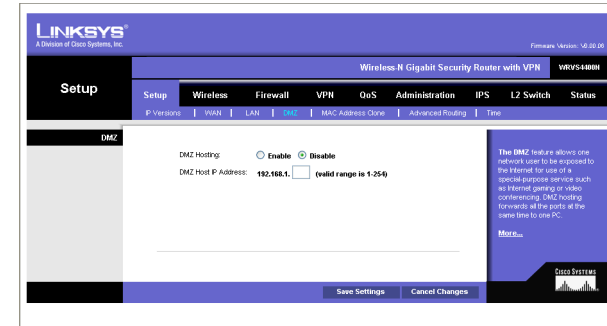 LINKSYS®
A Division of Cisco Systems, Inc.
Firmware Version: V0.00.06
Wireless-N Gigabit Security Router with VPN WRVS4400N
Setup
Setup Wireless Firewall VPN QoS Administration IPS L2 Switch Status
IP Versions | WAN | LAN | DMZ | MAC Address Clone | Advanced Routing | Time
DMZ
DMZ Hosting: Enable Disable
DMZ Host IP Address: 192.168.1. (valid range is 1-254)
The DMZ feature allows one
network user to be exposed to
the Internet for use of a
special-purpose service such
as Internet gaming or video
conferencing. DMZ hosting
forwards all the ports at the
same time to one PC.
More...
Save Settings Cancel Changes
CISCO SYSTEMS